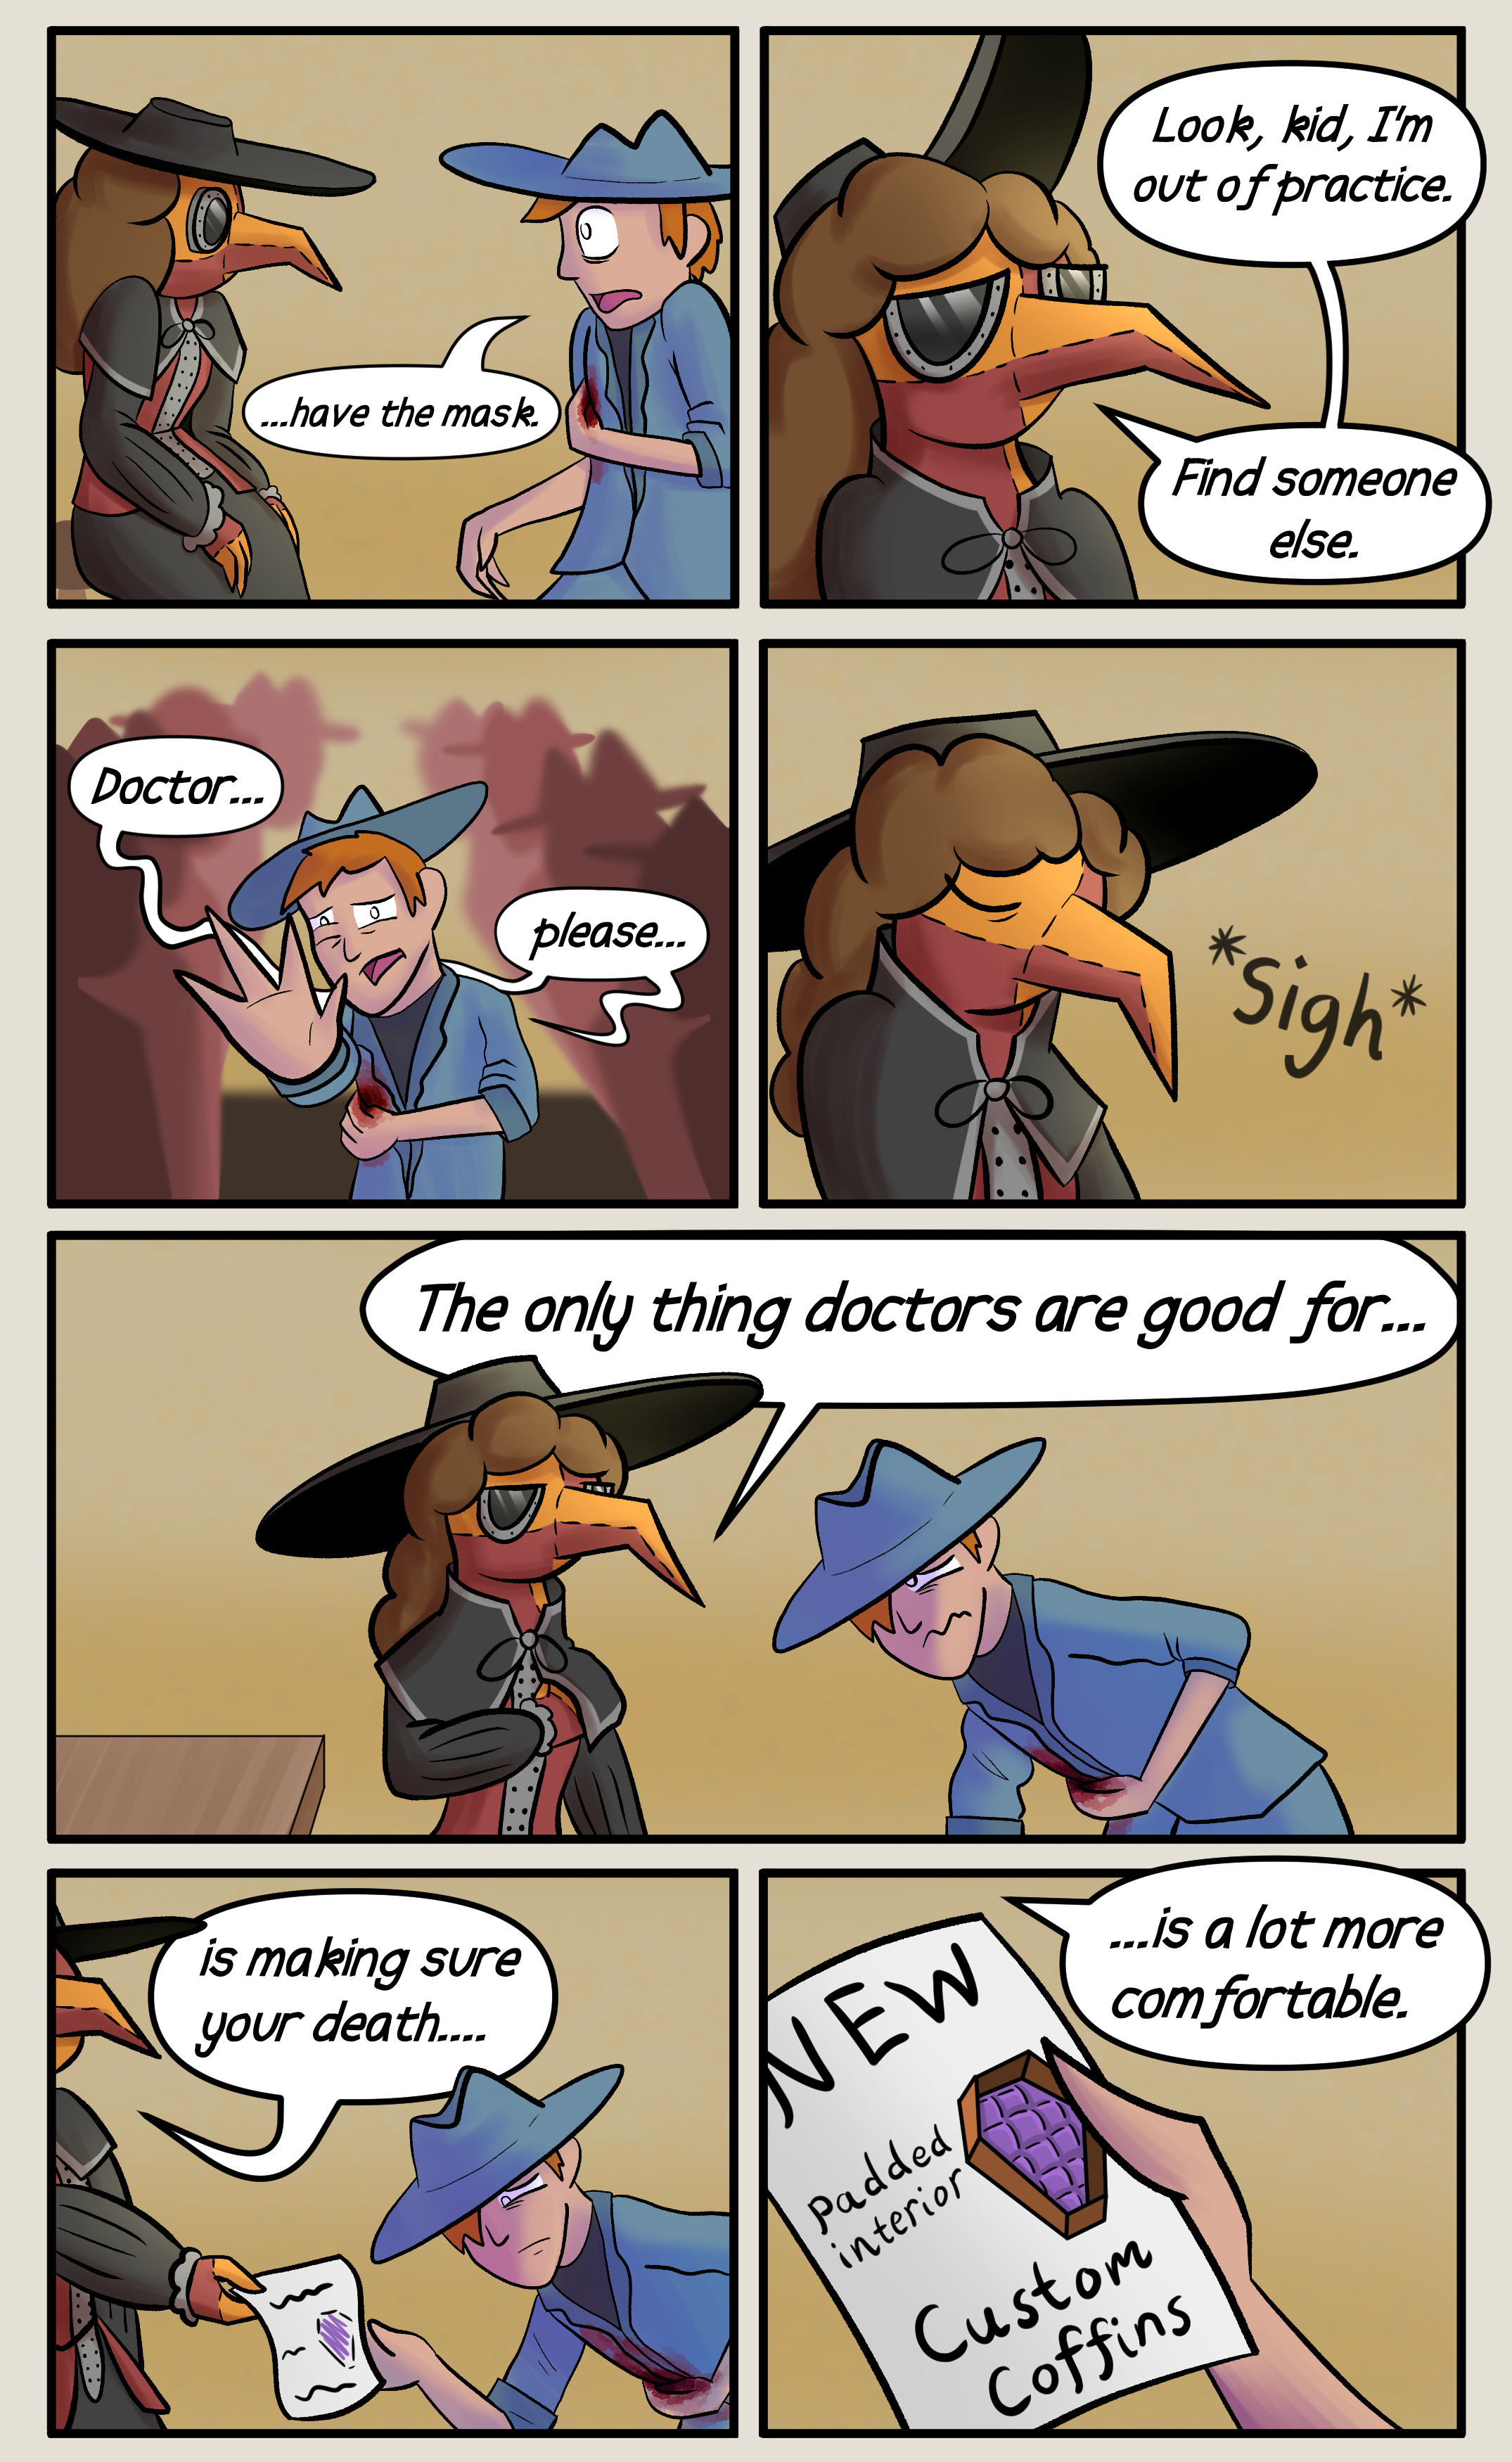 ...have the mask.
Look, kid, I'm
out of practice.
Find someone
else.
Doctor...
please...
*Sigh*
The only thing doctors are good for...
is making sure
your death....
...is a lot more
comfortable.
NEW
padded
interior
Custom
Coffins